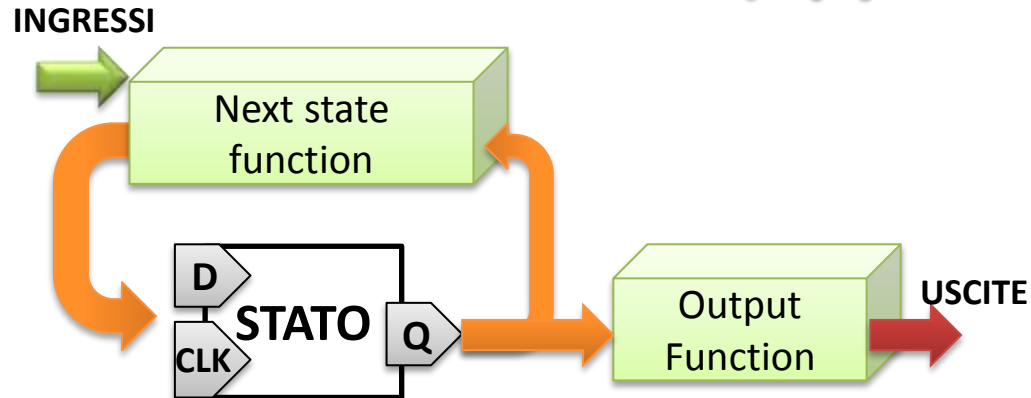 INGRESSI
Next state
function
D
STATO
Q
CLK
Output
Function
USCITE